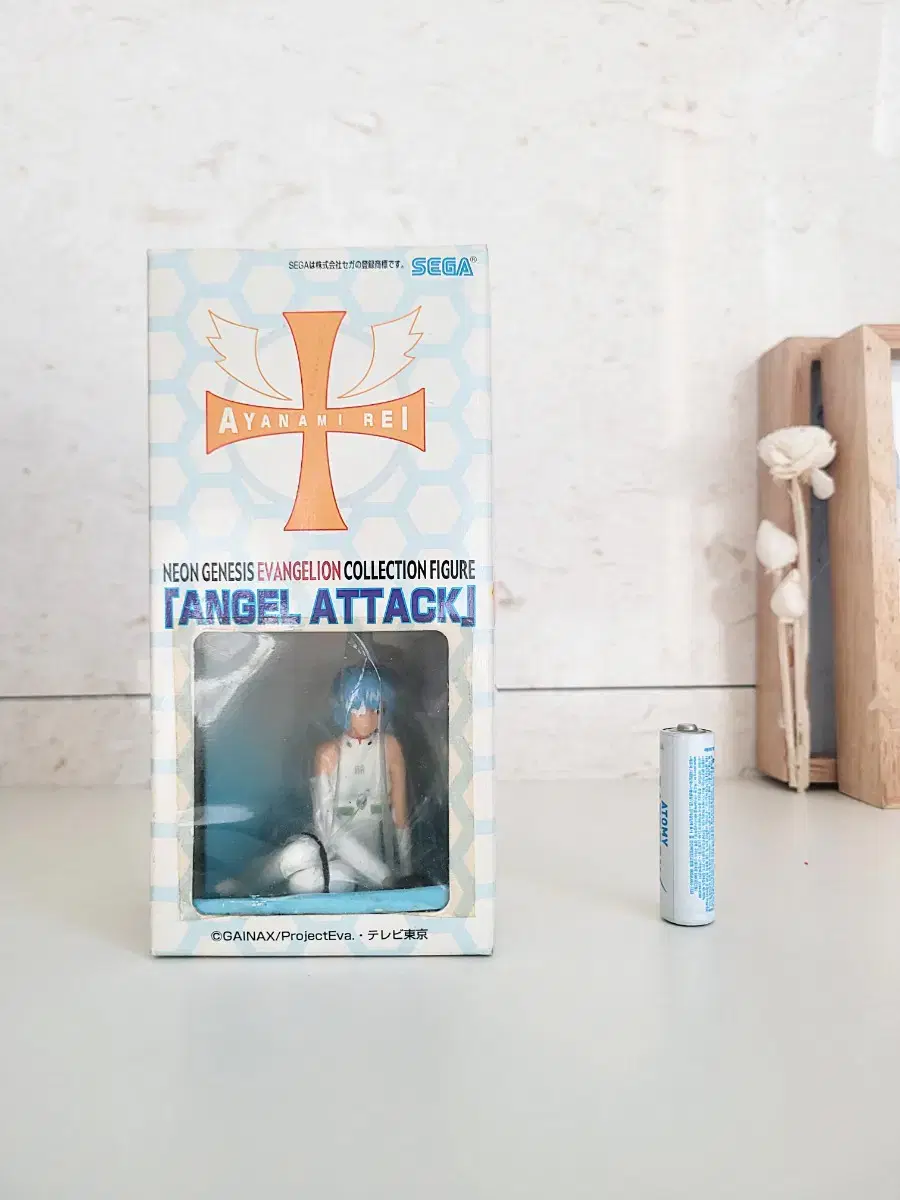 SEGAは株式会社セガの登録商標です。 SEGA®
AYANAMI REI
NEON GENESIS EVANGELION COLLECTION FIGURE
「ANGEL ATTACK」
©GAINAX/ProjectEva.・テレビ東京
ATOMY